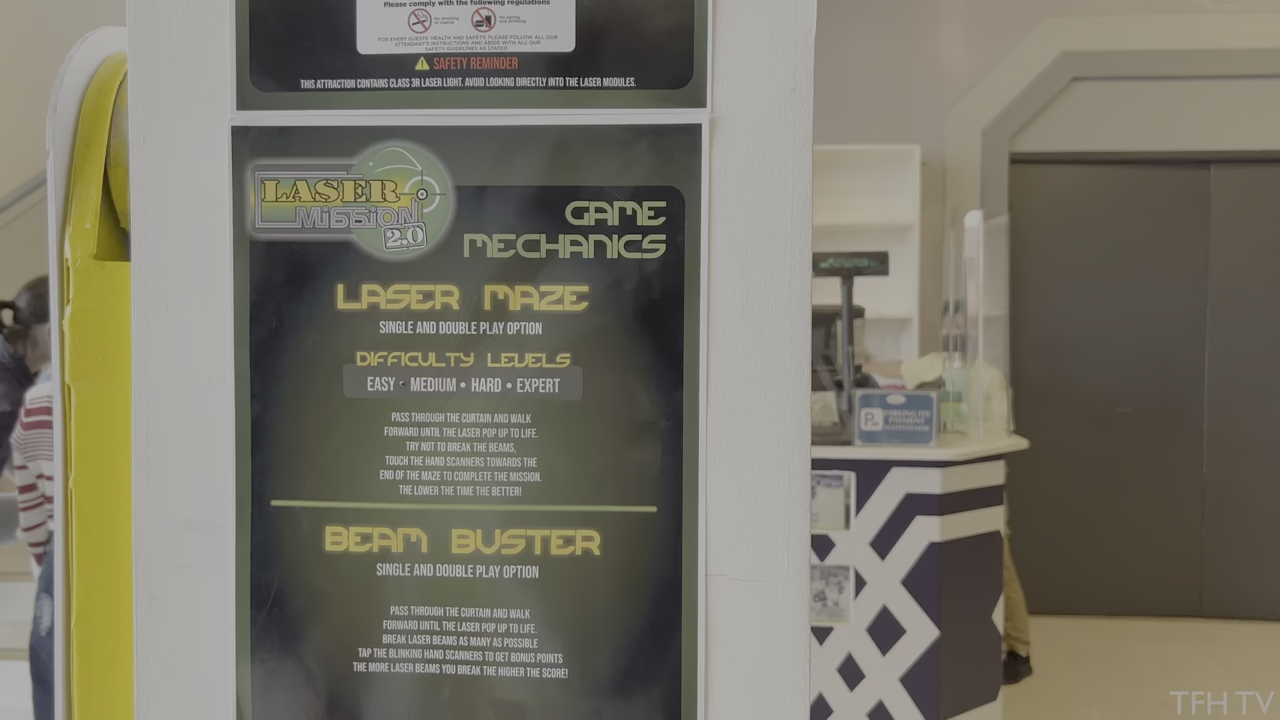 Please comply with the following regulations
FOR EVERY GUESTS' HEALTH AND SAFETY, PLEASE FOLLOW ALL OUR
ATTENDANT'S INSTRUCTIONS AND ABIDE WITH ALL OUR
SAFETY GUIDELINES AS STATED.
SAFETY REMINDER
THIS ATTRACTION CONTAINS CLASS 3R LASER LIGHT. AVOID LOOKING DIRECTLY INTO THE LASER MODULES.
LASER
MISSION
2.0
GAME
MECHANICS
LASER MAZE
SINGLE AND DOUBLE PLAY OPTION
DIFFICULTY LEVELS
EASY • MEDIUM • HARD • EXPERT
PASS THROUGH THE CURTAIN AND WALK
FORWARD UNTIL THE LASER POP UP TO LIFE.
TRY NOT TO BREAK THE BEAMS,
TOUCH THE HAND SCANNERS TOWARDS THE
END OF THE MAZE TO COMPLETE THE MISSION.
THE LOWER THE TIME THE BETTER!
BEAM BUSTER
SINGLE AND DOUBLE PLAY OPTION
PASS THROUGH THE CURTAIN AND WALK
FORWARD UNTIL THE LASER POP UP TO LIFE.
BREAK LASER BEAMS AS MANY AS POSSIBLE
TAP THE BLINKING HAND SCANNERS TO GET BONUS POINTS
THE MORE LASER BEAMS YOU BREAK THE HIGHER THE SCORE!
PARKING FEE
PAYMENT
ACCEPTED HERE
TFH TV